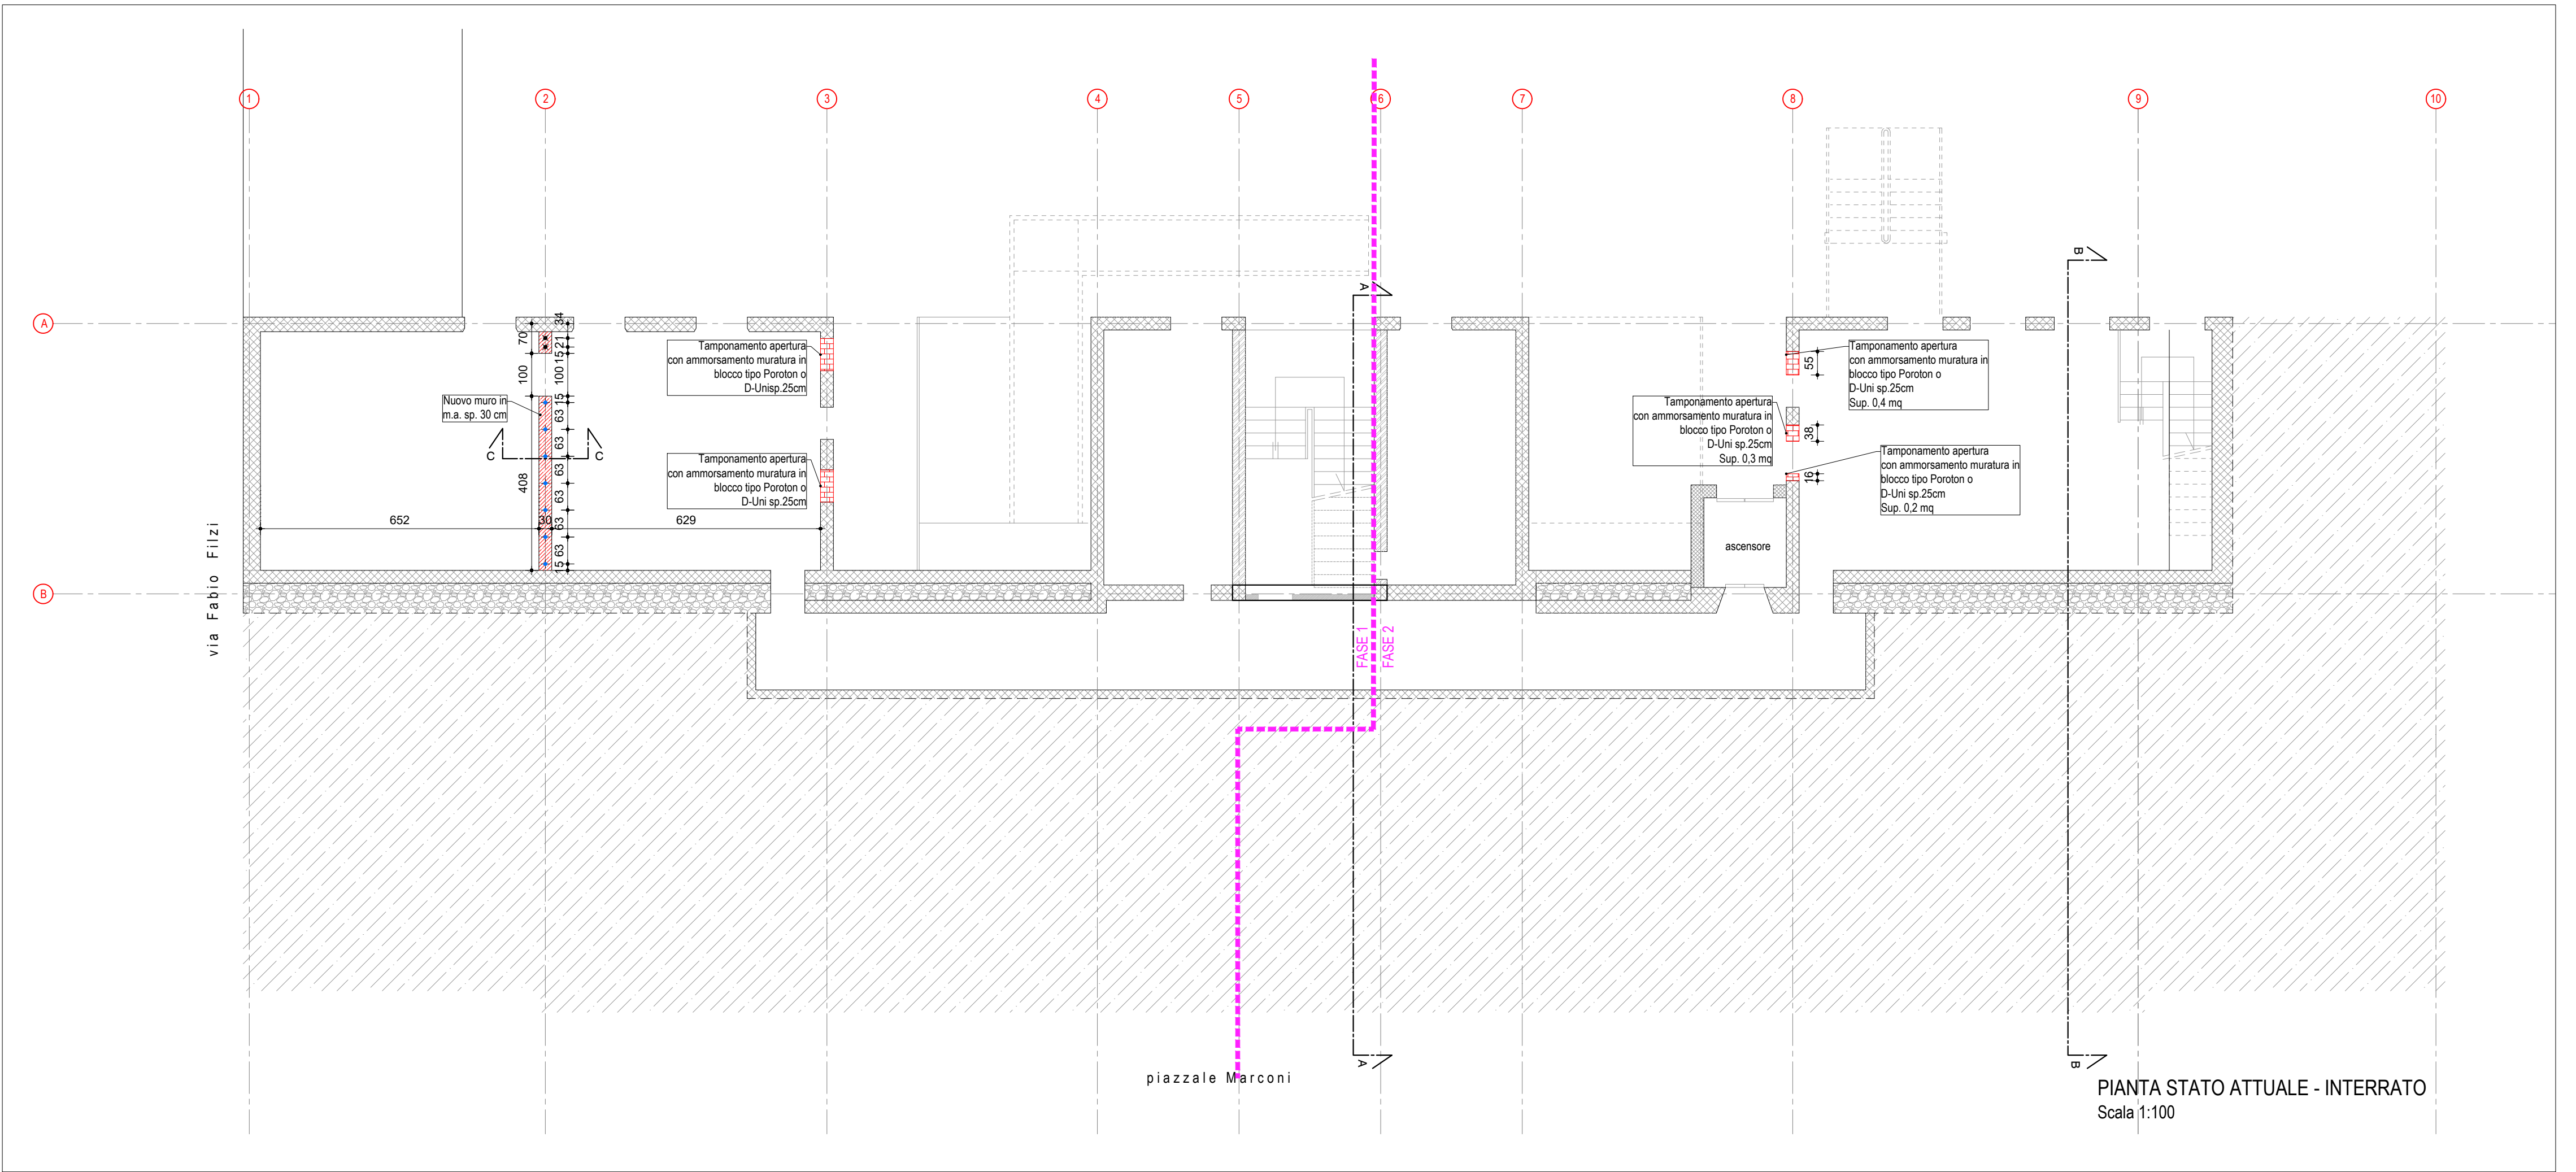 1
2
3
4
5
6
7
8
9
10
A
B
A
B
34
70
21
15
100
100
15
63
63
63
63
63
63
15
408
652
30
629
Nuovo muro in
m.a. sp. 30 cm
C
C
Tamponamento apertura
con ammorsamento muratura in
blocco tipo Poroton o
D-Unisp.25cm
Tamponamento apertura
con ammorsamento muratura in
blocco tipo Poroton o
D-Uni sp.25cm
Tamponamento apertura
con ammorsamento muratura in
blocco tipo Poroton o
D-Uni sp.25cm
Sup. 0,4 mq
55
Tamponamento apertura
con ammorsamento muratura in
blocco tipo Poroton o
D-Uni sp.25cm
Sup. 0,3 mq
38
Tamponamento apertura
con ammorsamento muratura in
blocco tipo Poroton o
D-Uni sp.25cm
Sup. 0,2 mq
16
ascensore
via Fabio Filzi
FASE 1
FASE 2
A
B
piazzale Marconi
PIANTA STATO ATTUALE - INTERRATO
Scala 1:100